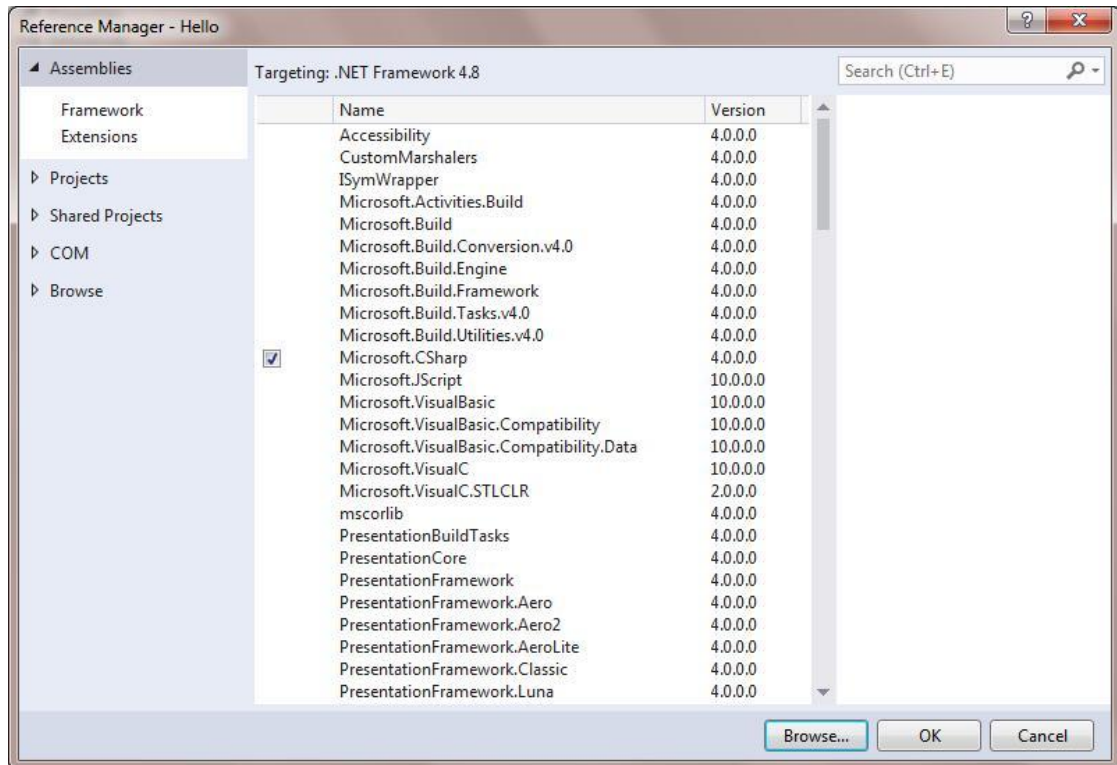 Reference Manager - Hello
Assemblies
Framework
Extensions
Projects
Shared Projects
COM
Browse
Targeting: .NET Framework 4.8
Search (Ctrl+E)
Name Version
Accessibility 4.0.0.0
CustomMarshalers 4.0.0.0
ISymWrapper 4.0.0.0
Microsoft.Activities.Build 4.0.0.0
Microsoft.Build 4.0.0.0
Microsoft.Build.Conversion.v4.0 4.0.0.0
Microsoft.Build.Engine 4.0.0.0
Microsoft.Build.Framework 4.0.0.0
Microsoft.Build.Tasks.v4.0 4.0.0.0
Microsoft.Build.Utilities.v4.0 4.0.0.0
Microsoft.CSharp 4.0.0.0
Microsoft.JScript 10.0.0.0
Microsoft.VisualBasic 10.0.0.0
Microsoft.VisualBasic.Compatibility 10.0.0.0
Microsoft.VisualBasic.Compatibility.Data 10.0.0.0
Microsoft.VisualC 10.0.0.0
Microsoft.VisualC.STLCLR 2.0.0.0
mscorlib 4.0.0.0
PresentationBuildTasks 4.0.0.0
PresentationCore 4.0.0.0
PresentationFramework 4.0.0.0
PresentationFramework.Aero 4.0.0.0
PresentationFramework.Aero2 4.0.0.0
PresentationFramework.AeroLite 4.0.0.0
PresentationFramework.Classic 4.0.0.0
PresentationFramework.Luna 4.0.0.0
Browse... OK Cancel